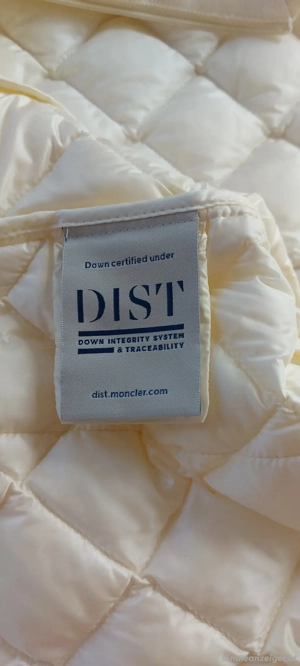 Down certified under
DIST
DOWN INTEGRITY SYSTEM
& TRACEABILITY
dist.moncler.com